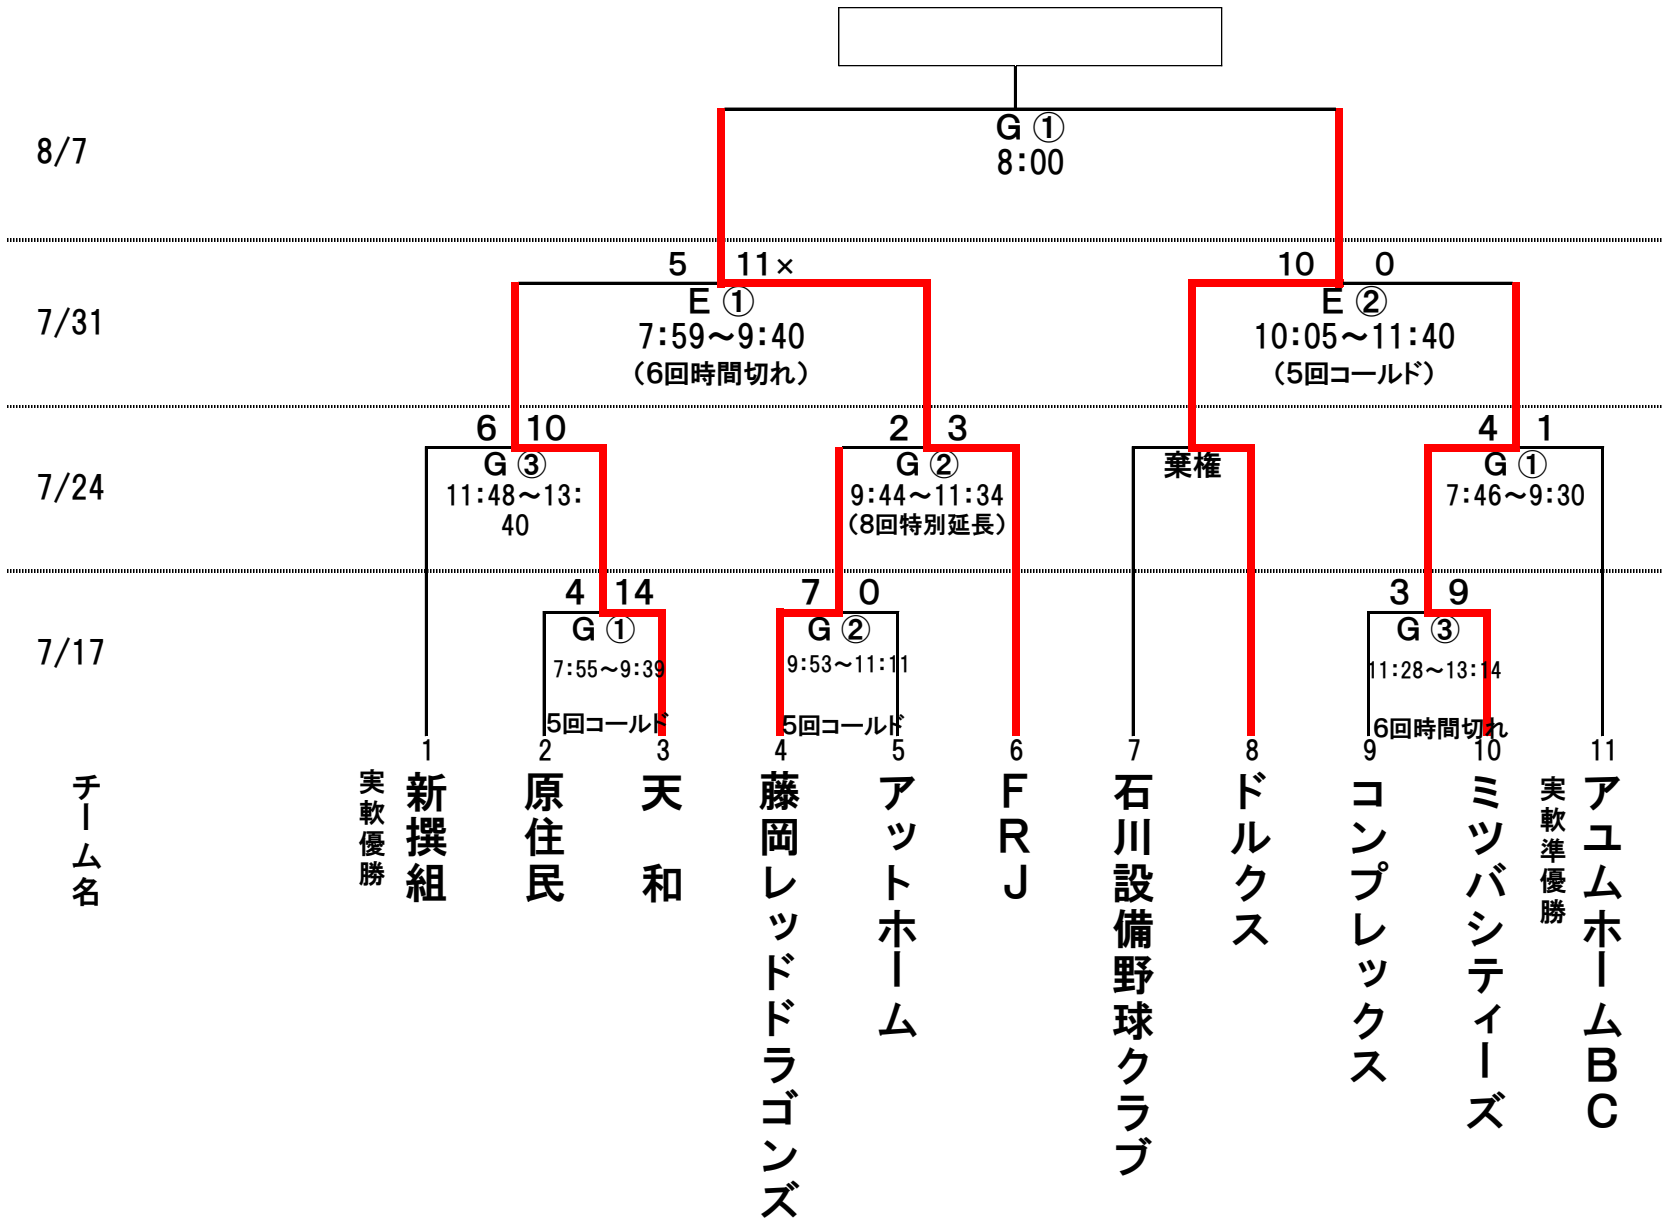 G ①
8/7
8:00
5 11× 10 0
E ① E ②
7/31
7:59～9:40 10:05～11:40
（6回時間切れ） （5回コールド）
6 10 2 3 4 1
G ③ G ② 棄権 G ①
7/24
11:48～13:40 9:44～11:34 7:46～9:30
（8回特別延長）
4 14 7 0 3 9
G ① G ② G ③
7/17
7:55～9:39 9:53～11:11 11:28～13:14
5回コールド 5回コールド 6回時間切れ
1 2 3 4 5 6 7 8 9 10 11
チーム名
実軟優勝
新撰組
原住民
天 和
藤岡レッドドラゴンズ
アットホーム
FRJ
石川設備野球クラブ
ドルクス
コンプレックス
ミツバシティーズ
実軟準優勝
アユムホームBC